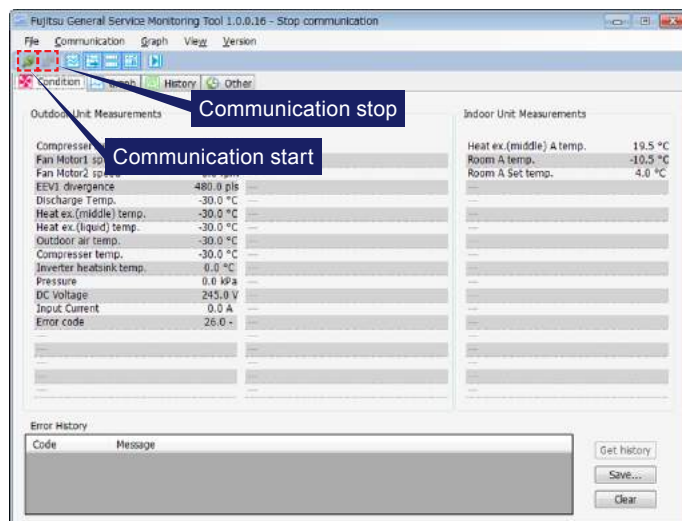 Fujitsu General Service Monitoring Tool 1.0.0.16 - Stop communication
File Communication Graph View Version
Condition Graph History Other
Communication stop
Communication start
Outdoor Unit Measurements
Indoor Unit Measurements
Compresser
Fan Motor1
Fan Motor2
EEV1 divergence 480.0 pls ---
Discharge Temp. -30.0 °C ---
Heat ex.(middle) temp. -30.0 °C ---
Heat ex.(liquid) temp. -30.0 °C ---
Outdoor air temp. -30.0 °C ---
Compresser temp. -30.0 °C ---
Inverter heatsink temp. 0.0 °C ---
Pressure 0.0 kPa ---
DC Voltage 245.0 V ---
Input Current 0.0 A ---
Error code 26.0 - ---
Heat ex.(middle) A temp. 19.5 °C
Room A temp. -10.5 °C
Room A Set temp. 4.0 °C
Error History
Code Message
Get history
Save...
Clear